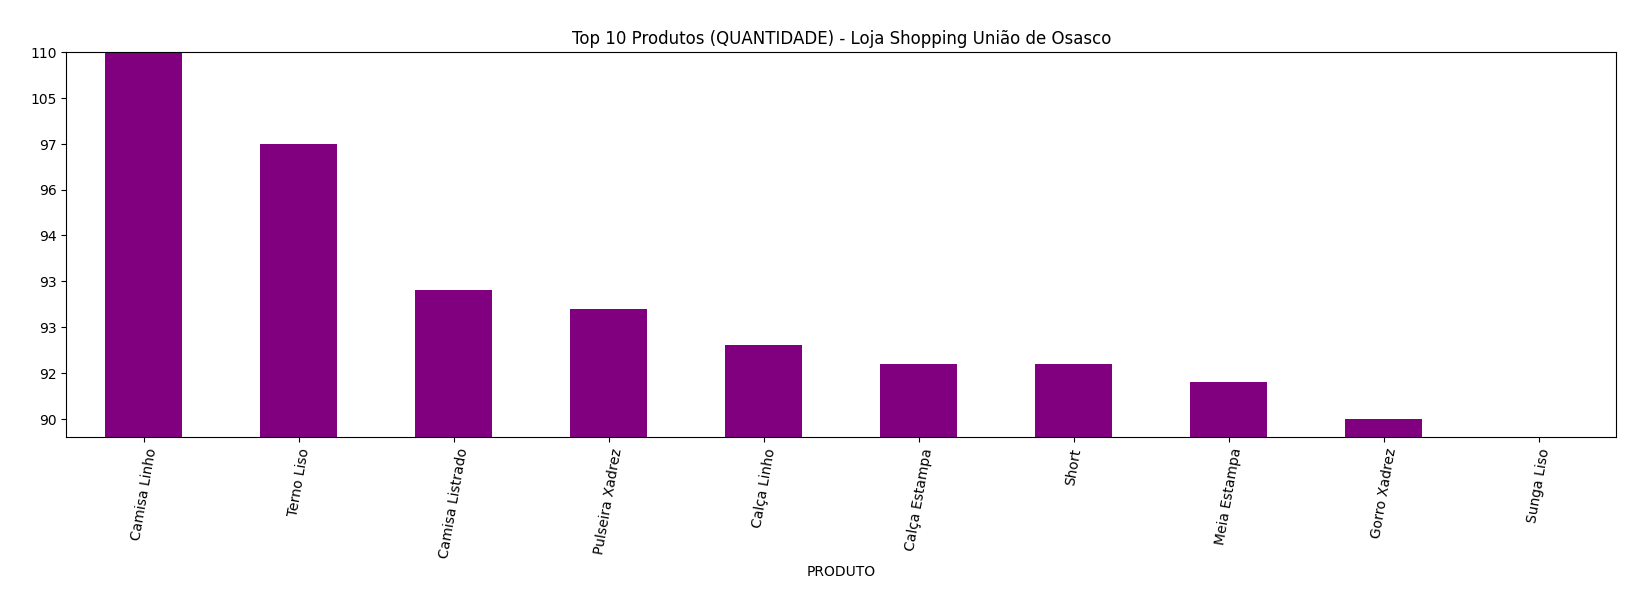 Top 10 Produtos (QUANTIDADE) - Loja Shopping União de Osasco
110
105
97
96
94
93
93
92
90
Camisa Linho
Terno Liso
Camisa Listrado
Pulseira Xadrez
Calça Linho
Calça Estampa
Short
Meia Estampa
Gorro Xadrez
Sunga Liso
PRODUTO